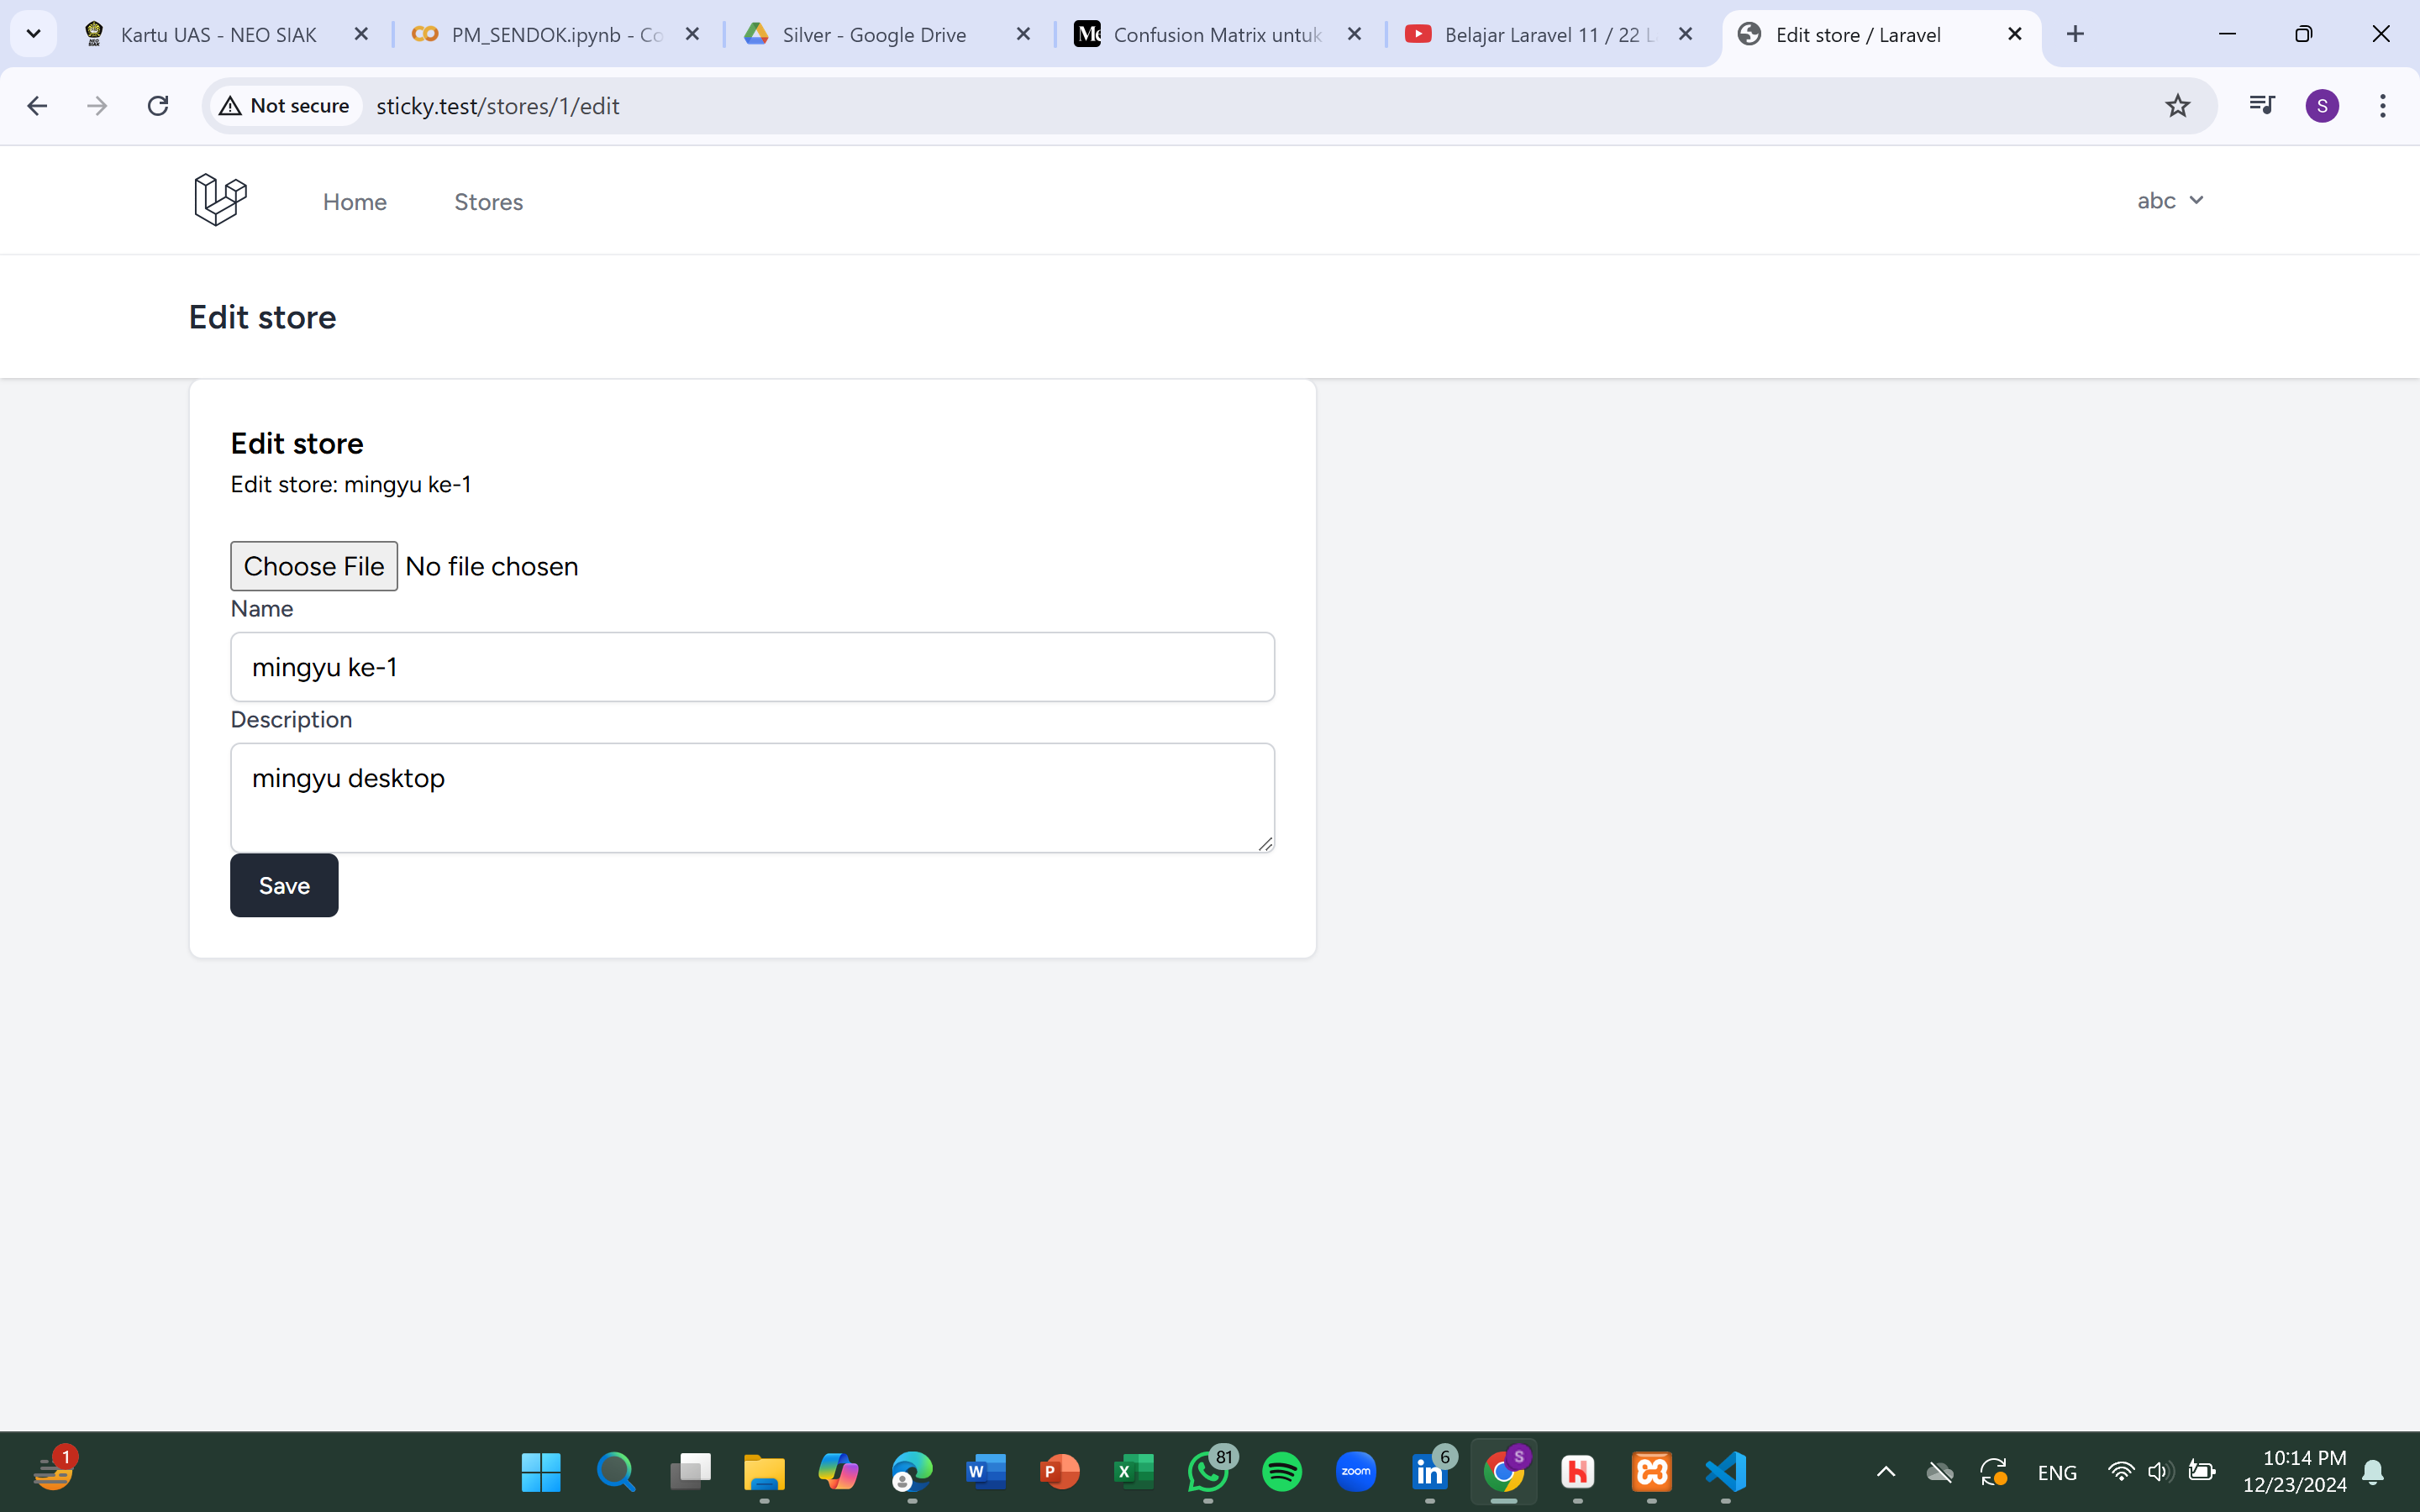 Kartu UAS - NEO SIAK
PM_SENDOK.ipynb - Co
Silver - Google Drive
Confusion Matrix untuk
Belajar Laravel 11 / 22 L
Edit store / Laravel
Not secure
sticky.test/stores/1/edit
S
Home
Stores
abc
Edit store
Edit store
Edit store: mingyu ke-1
Choose File No file chosen
Name
mingyu ke-1
Description
mingyu desktop
Save
1
W
P
X
81
zoom
in
6
S
H
ENG
10:14 PM
12/23/2024